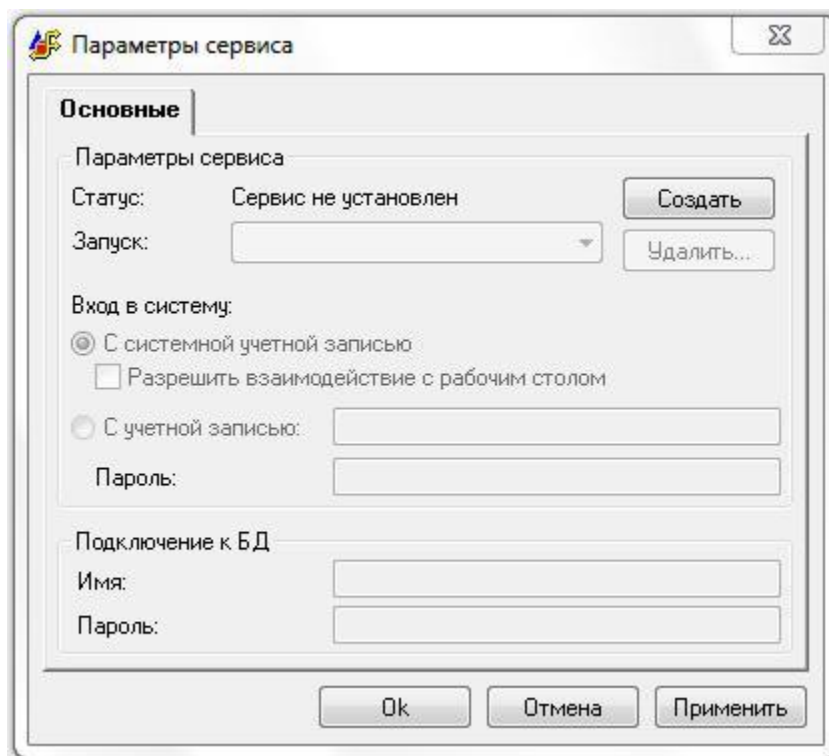 Параметры сервиса
Основные
Параметры сервиса
Статус: Сервис не установлен Создать
Запуск: Удалить...
Вход в систему:
С системной учетной записью
Разрешить взаимодействие с рабочим столом
С учетной записью:
Пароль:
Подключение к БД
Имя:
Пароль:
Ok Отмена Применить